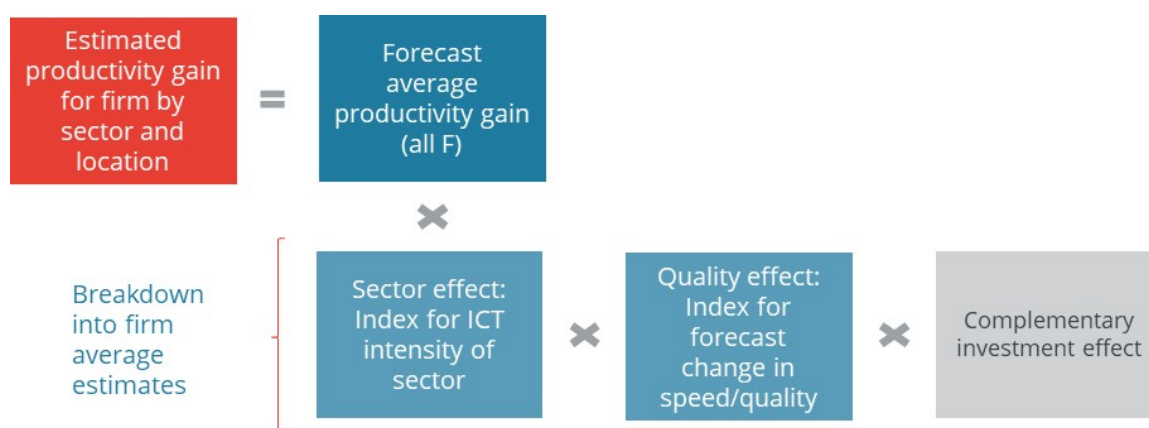 Estimated
productivity gain
for firm by
sector and
location
=
Forecast
average
productivity gain
(all F)
×
Breakdown
into firm
average
estimates
Sector effect:
Index for ICT
intensity of
sector
×
Quality effect:
Index for
forecast
change in
speed/quality
×
Complementary
investment effect